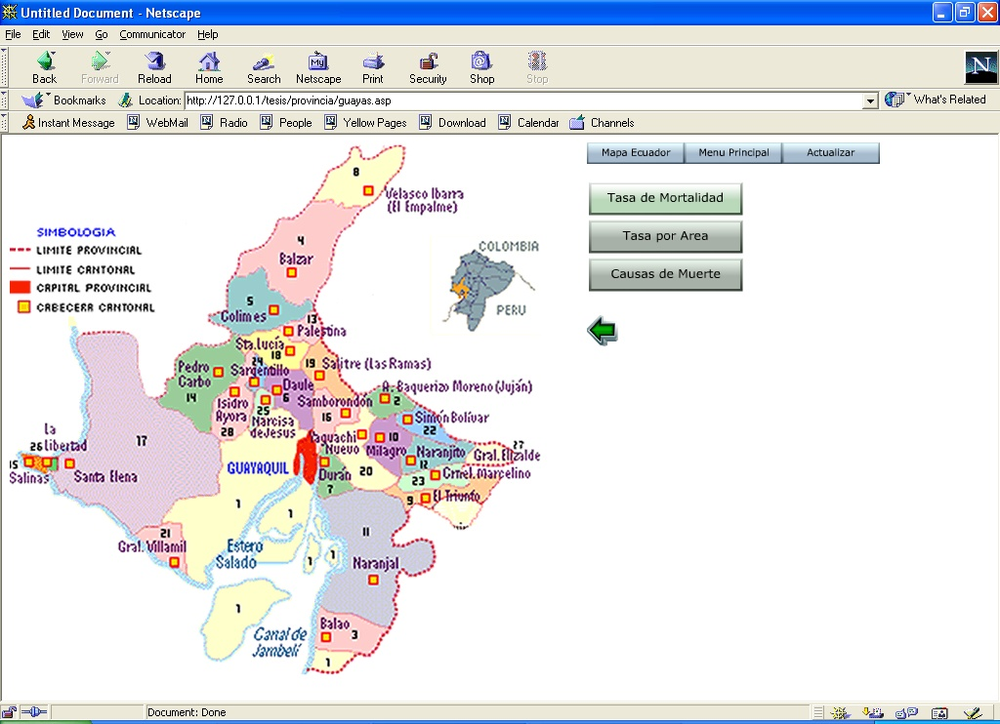 Untitled Document - Netscape
File Edit View Go Communicator Help
Back Forward Reload Home Search Netscape Print Security Shop Stop
Bookmarks Location: http://127.0.0.1/tesis/provincia/guayas.asp What's Related
Instant Message WebMail Radio People Yellow Pages Download Calendar Channels
Mapa Ecuador Menu Principal Actualizar
Tasa de Mortalidad
Tasa por Area
Causas de Muerte
SIMBOLOGIA
LIMITE PROVINCIAL
LIMITE CANTONAL
CAPITAL PROVINCIAL
CABECERA CANTONAL
COLOMBIA
PERU
8
Velasco Ibarra
(El Empalme)
4
Balzar
5
Colimes
13
Palestina
Sta. Lucía
18
19
Salitre (las Ramas)
Pedro
Carbo
14
24
Sargentillo
Daule
6
A. Baquerizo Moreno (Juján)
2
Isidro
Ayora
28
25
Narcisa
de Jesus
Samborondón
16
Simón Bolívar
22
Yaguachi
Nuevo
20
10
Milagro
Naranjito
12
27
Gral. Elizalde
23
Crnel. Marcelino
9
El Triunfo
La
Libertad
26
15
Salinas
Santa Elena
17
GUAYAQUIL
1
Durán
7
21
Gral. Villamil
Estero
Salado
1
1
1
11
Naranjal
1
Canal de
Jambelí
Balao
3
1
Document: Done